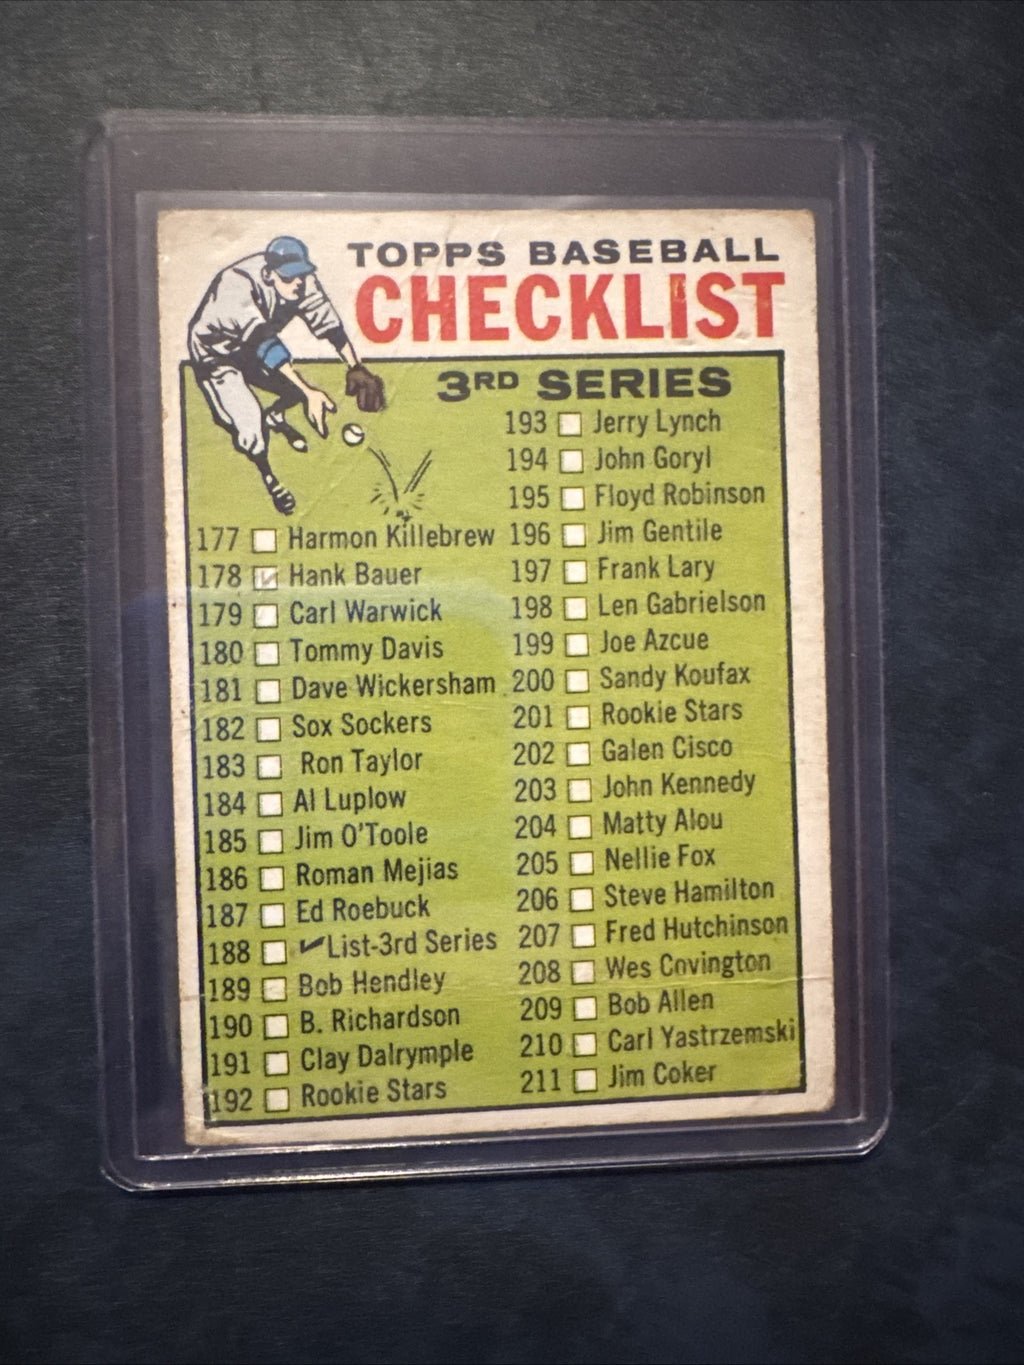 TOPPS BASEBALL
CHECKLIST
3RD SERIES
177 Harmon Killebrew
178 Hank Bauer
179 Carl Warwick
180 Tommy Davis
181 Dave Wickersham
182 Sox Sockers
183 Ron Taylor
184 Al Luplow
185 Jim O'Toole
186 Roman Mejias
187 Ed Roebuck
188 ✓List-3rd Series
189 Bob Hendley
190 B. Richardson
191 Clay Dalrymple
192 Rookie Stars
193 Jerry Lynch
194 John Goryl
195 Floyd Robinson
196 Jim Gentile
197 Frank Lary
198 Len Gabrielson
199 Joe Azcue
200 Sandy Koufax
201 Rookie Stars
202 Galen Cisco
203 John Kennedy
204 Matty Alou
205 Nellie Fox
206 Steve Hamilton
207 Fred Hutchinson
208 Wes Covington
209 Bob Allen
210 Carl Yastrzemski
211 Jim Coker